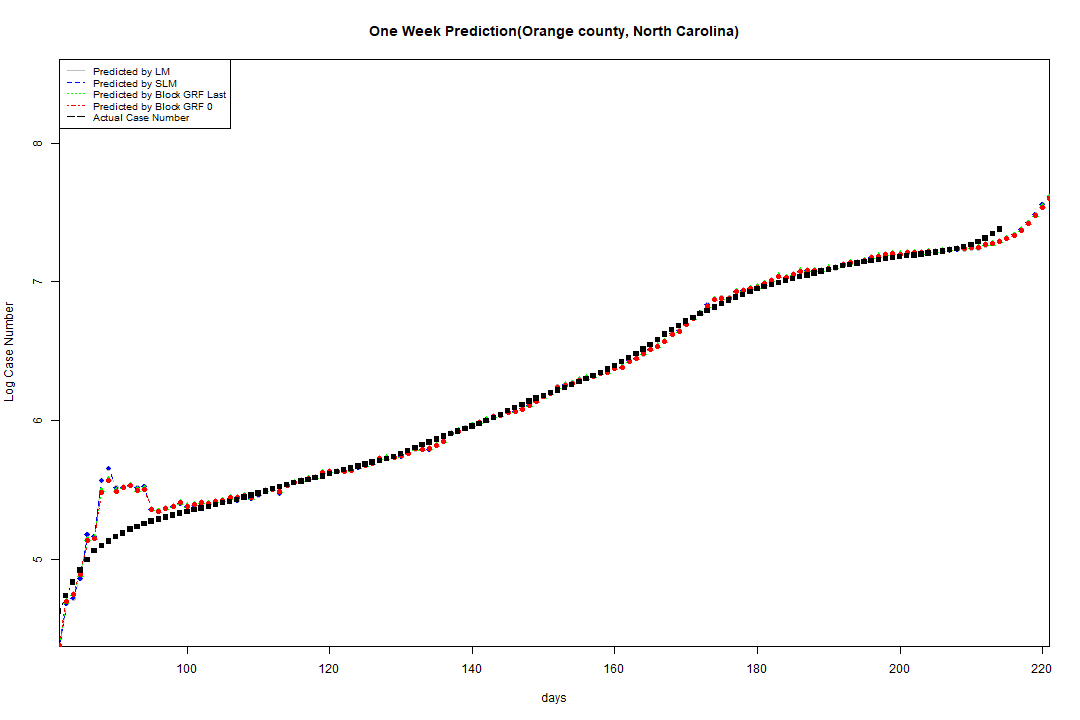 One Week Prediction(Orange county, North Carolina)
Predicted by LM
Predicted by SLM
Predicted by Block GRF Last
Predicted by Block GRF 0
Actual Case Number
8
7
6
5
Log Case Number
100 120 140 160 180 200 220
days